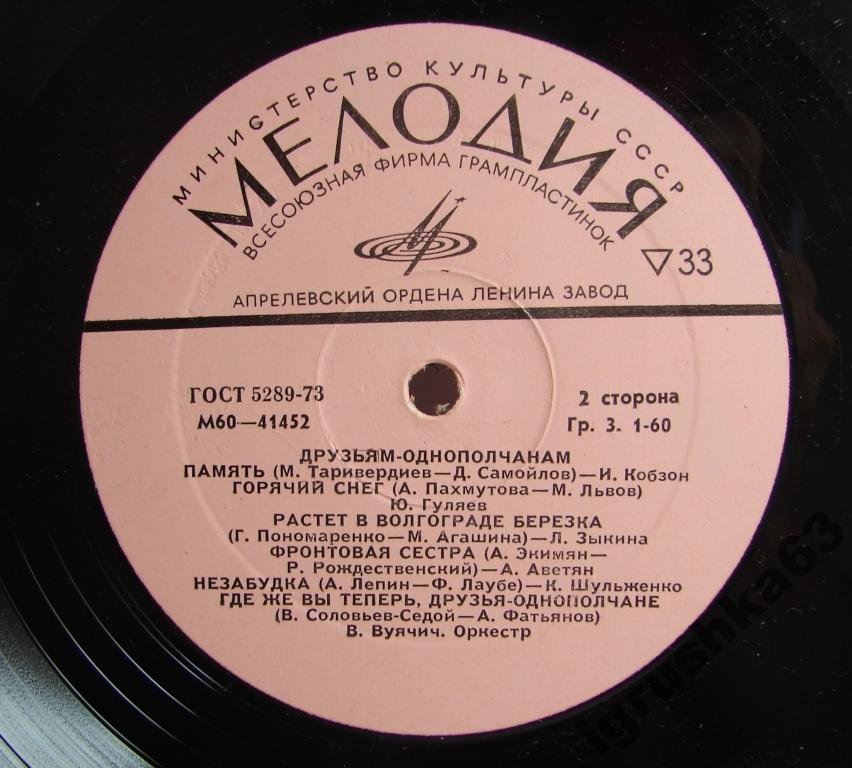 МИНИСТЕРСТВО КУЛЬТУРЫ СССР
МЕЛОДИЯ
ВСЕСОЮЗНАЯ ФИРМА ГРАМПЛАСТИНОК
▽33
АПРЕЛЕВСКИЙ ОРДЕНА ЛЕНИНА ЗАВОД
ГОСТ 5289-73
2 сторона
М60—41452
Гр. 3. 1-60
ДРУЗЬЯМ-ОДНОПОЛЧАНАМ
ПАМЯТЬ (М. Таривердиев—Д. Самойлов)—И. Кобзон
ГОРЯЧИЙ СНЕГ (А. Пахмутова—М. Львов)
Ю. Гуляев
РАСТЕТ В ВОЛГОГРАДЕ БЕРЕЗКА
(Г. Пономаренко—М. Агашина)—Л. Зыкина
ФРОНТОВАЯ СЕСТРА (А. Экимян—
Р. Рождественский)—А. Аветян
НЕЗАБУДКА (А. Лепин—Ф. Лаубе)—К. Шульженко
ГДЕ ЖЕ ВЫ ТЕПЕРЬ, ДРУЗЬЯ-ОДНОПОЛЧАНЕ
(В. Соловьев-Седой—А. Фатьянов)
В. Вуячич. Оркестр
igrushka63